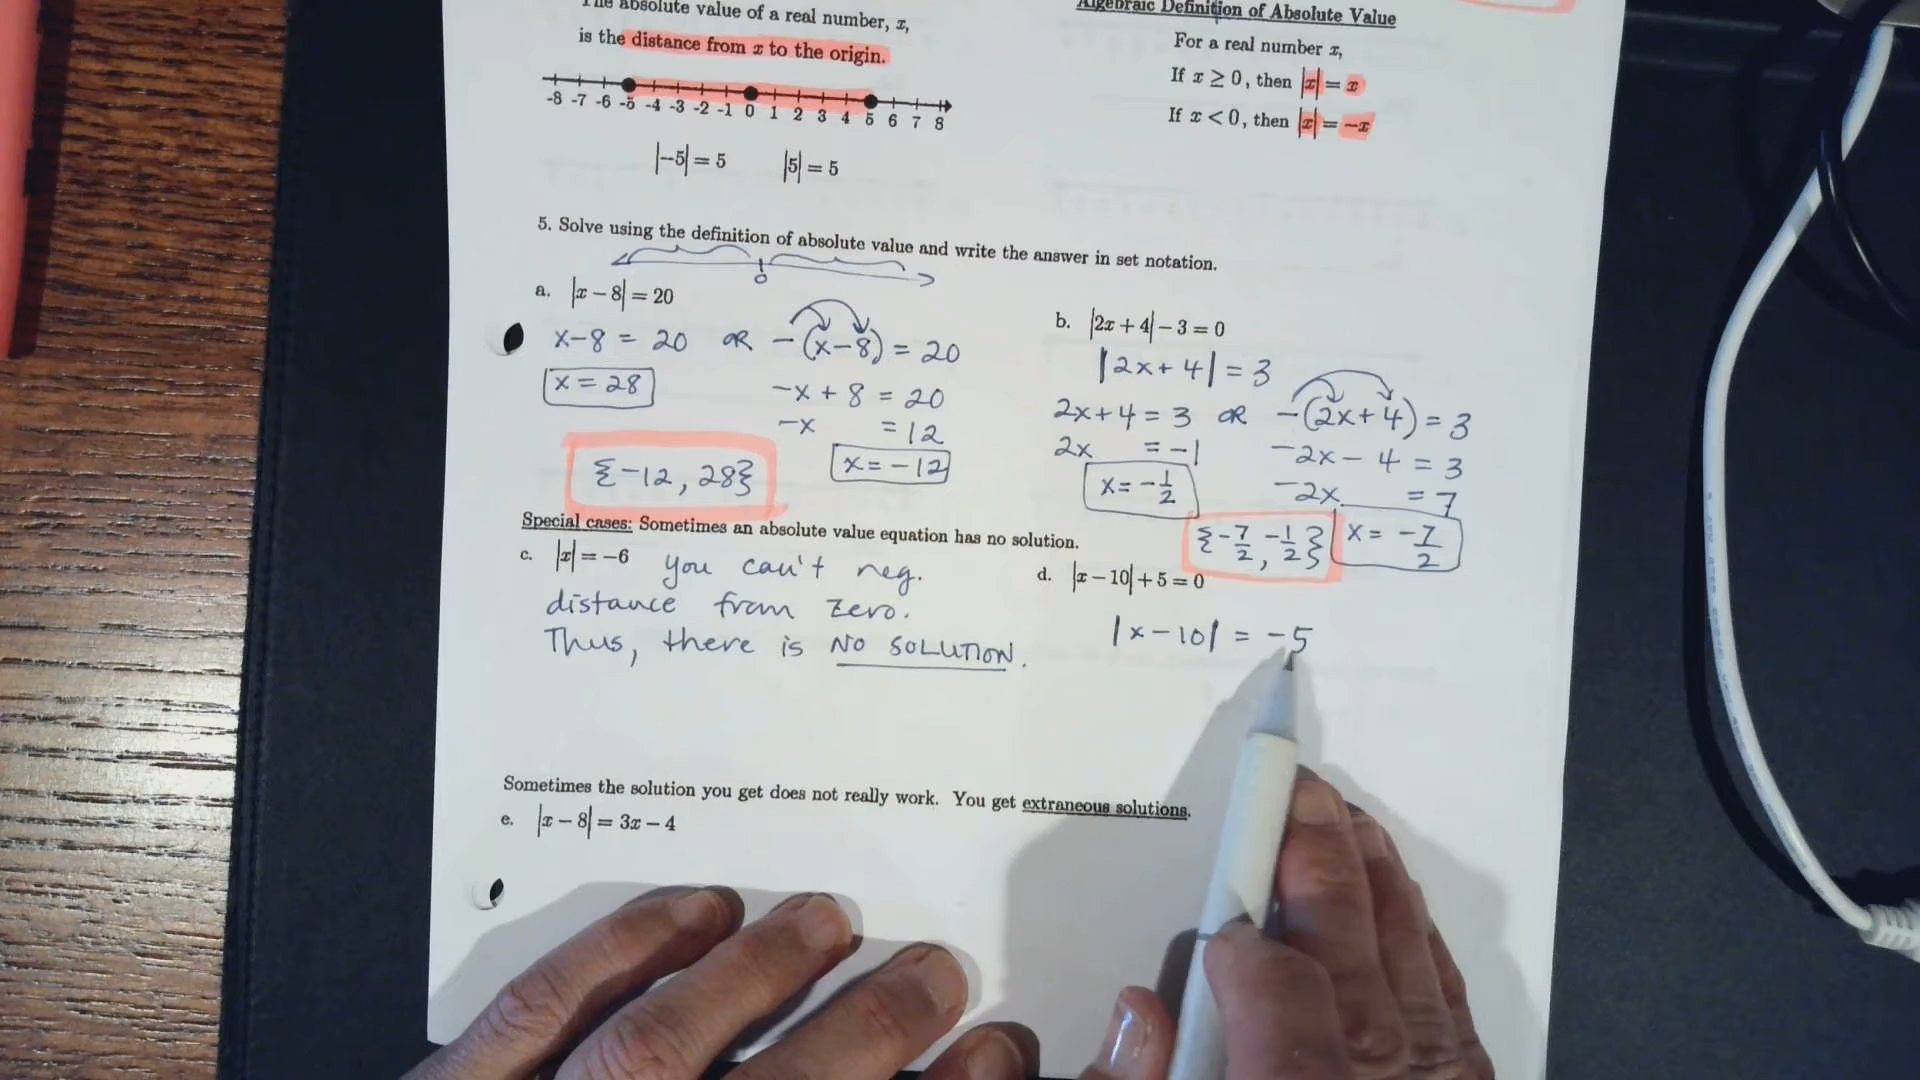 The absolute value of a real number, x,
is the distance from x to the origin.
-8 -7 -6 -5 -4 -3 -2 -1 0 1 2 3 4 5 6 7 8
|-5| = 5 |5| = 5
Algebraic Definition of Absolute Value
For a real number x,
If x ≥ 0, then |x| = x
If x < 0, then |x| = -x
5. Solve using the definition of absolute value and write the answer in set notation.
0
a. |x - 8| = 20
x-8 = 20 OR -(x-8) = 20
x = 28
-x + 8 = 20
-x = 12
x = -12
{-12, 28}
b. |2x + 4| - 3 = 0
|2x+4| = 3
2x+4 = 3 OR -(2x+4) = 3
2x = -1
x = -1/2
-2x - 4 = 3
-2x = 7
x = -7/2
{-7/2, -1/2}
Special cases: Sometimes an absolute value equation has no solution.
c. |x| = -6 you can't neg.
distance from zero.
Thus, there is NO SOLUTION.
d. |x - 10| + 5 = 0
|x-10| = -5
Sometimes the solution you get does not really work. You get extraneous solutions.
e. |x - 8| = 3x - 4